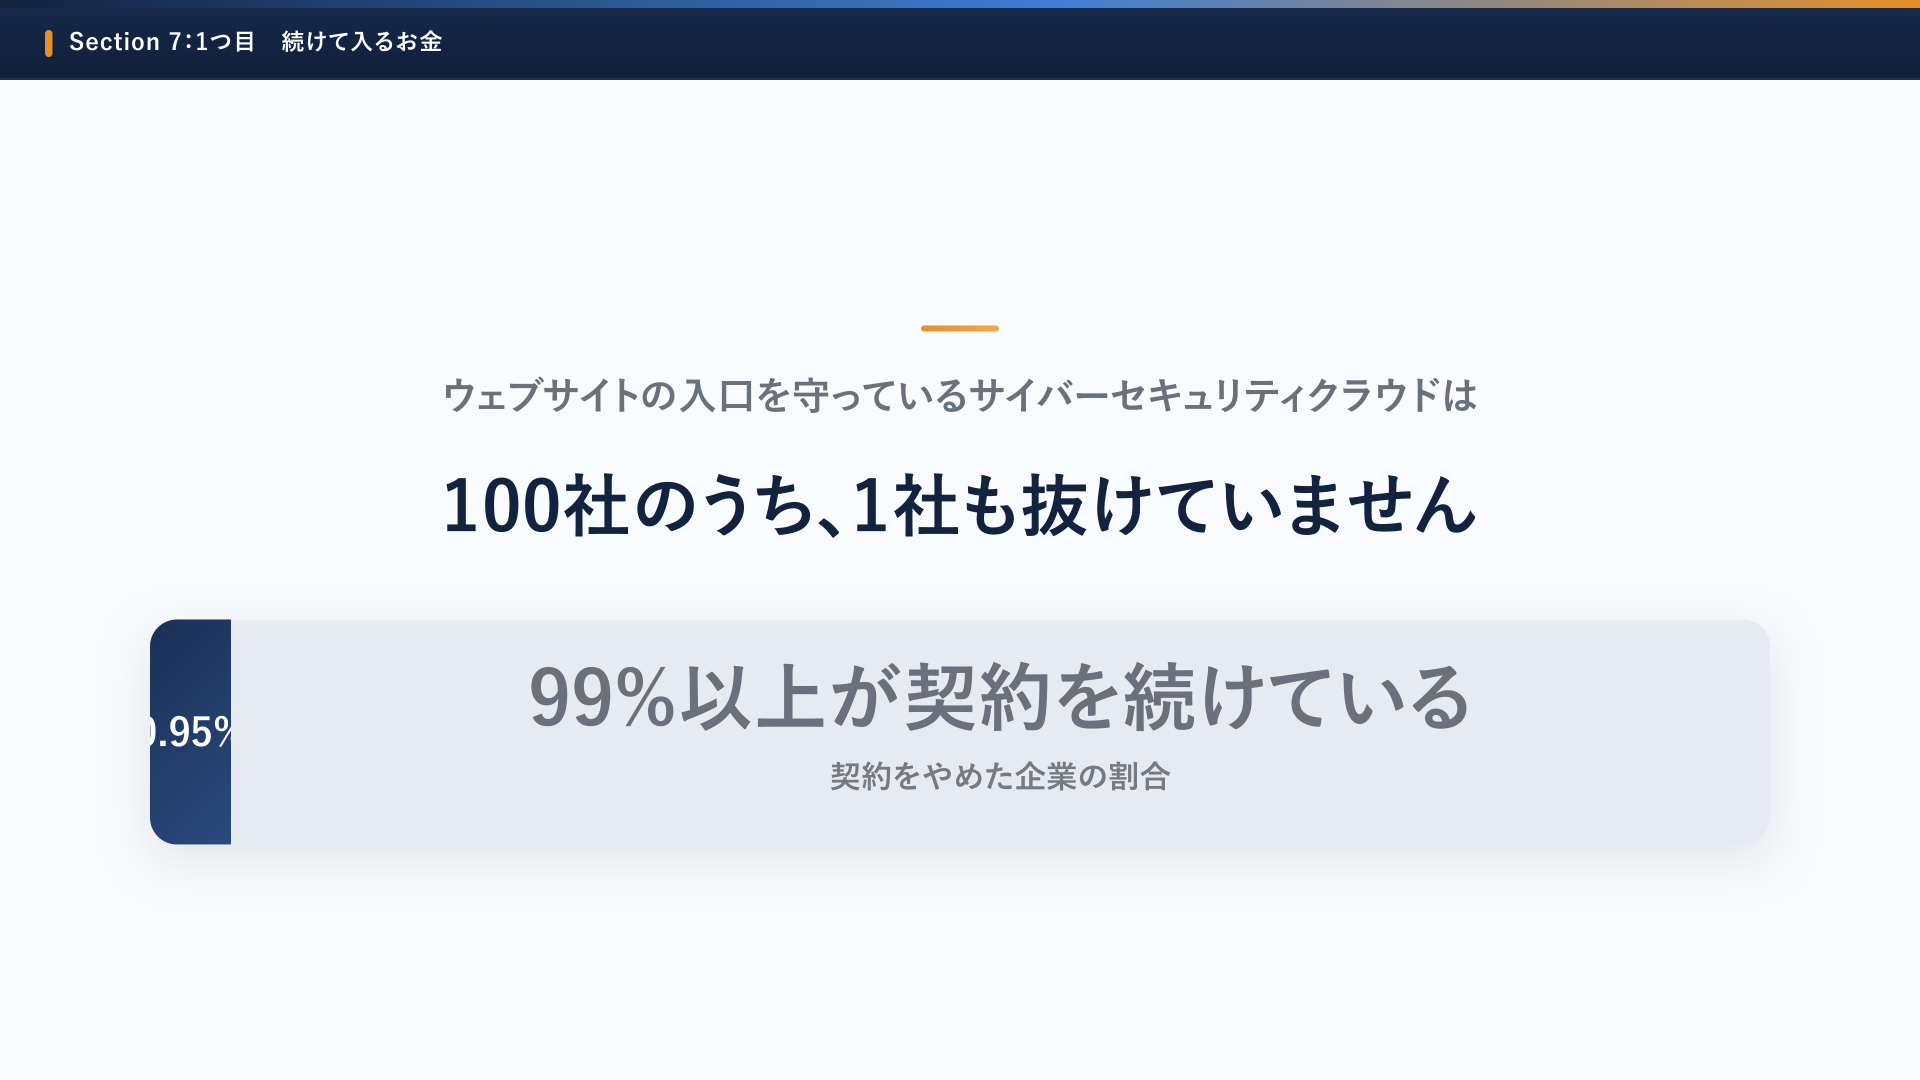 Section 7:1つ目　続けて入るお金
ウェブサイトの入口を守っているサイバーセキュリティクラウドは
100社のうち、1社も抜けていません
0.95%
99%以上が契約を続けている
契約をやめた企業の割合